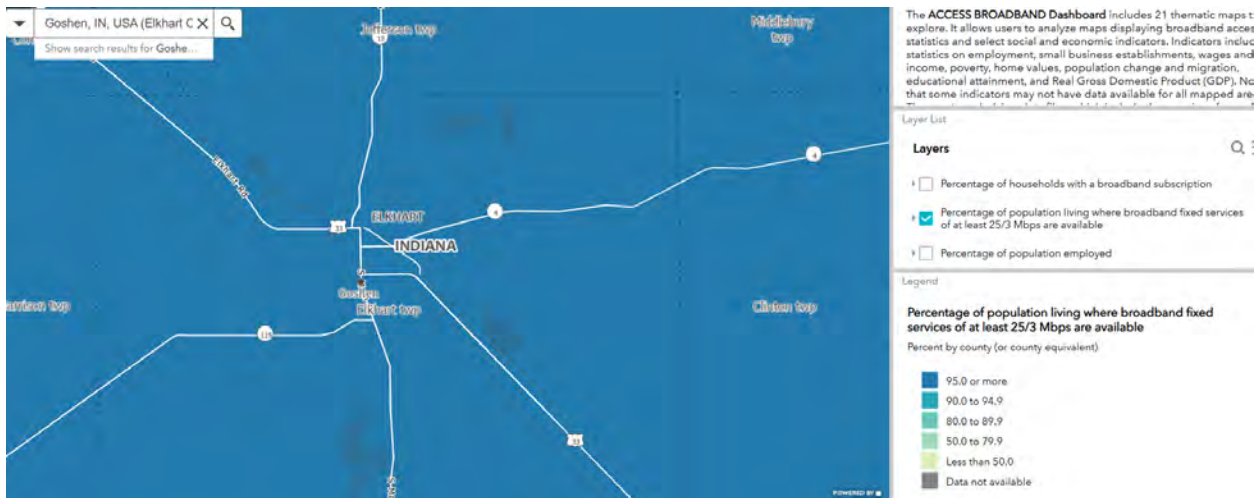 Goshen, IN, USA (Elkhart C
Show search results for Goshe...
Jefferson twp
15
Middlebury
twp
Elkhart Rd
4
4
33
ELKHART
INDIANA
Goshen
Elkhart twp
Clinton twp
119
33
POWERED BY
The ACCESS BROADBAND Dashboard includes 21 thematic maps t
explore. It allows users to analyze maps displaying broadband acces
statistics and select social and economic indicators. Indicators includ
statistics on employment, small business establishments, wages and
income, poverty, home values, population change and migration,
educational attainment, and Real Gross Domestic Product (GDP). No
that some indicators may not have data available for all mapped are
Layer List
Layers
Percentage of households with a broadband subscription
Percentage of population living where broadband fixed services
of at least 25/3 Mbps are available
Percentage of population employed
Legend
Percentage of population living where broadband fixed
services of at least 25/3 Mbps are available
Percent by county (or county equivalent)
95.0 or more
90.0 to 94.9
80.0 to 89.9
50.0 to 79.9
Less than 50.0
Data not available